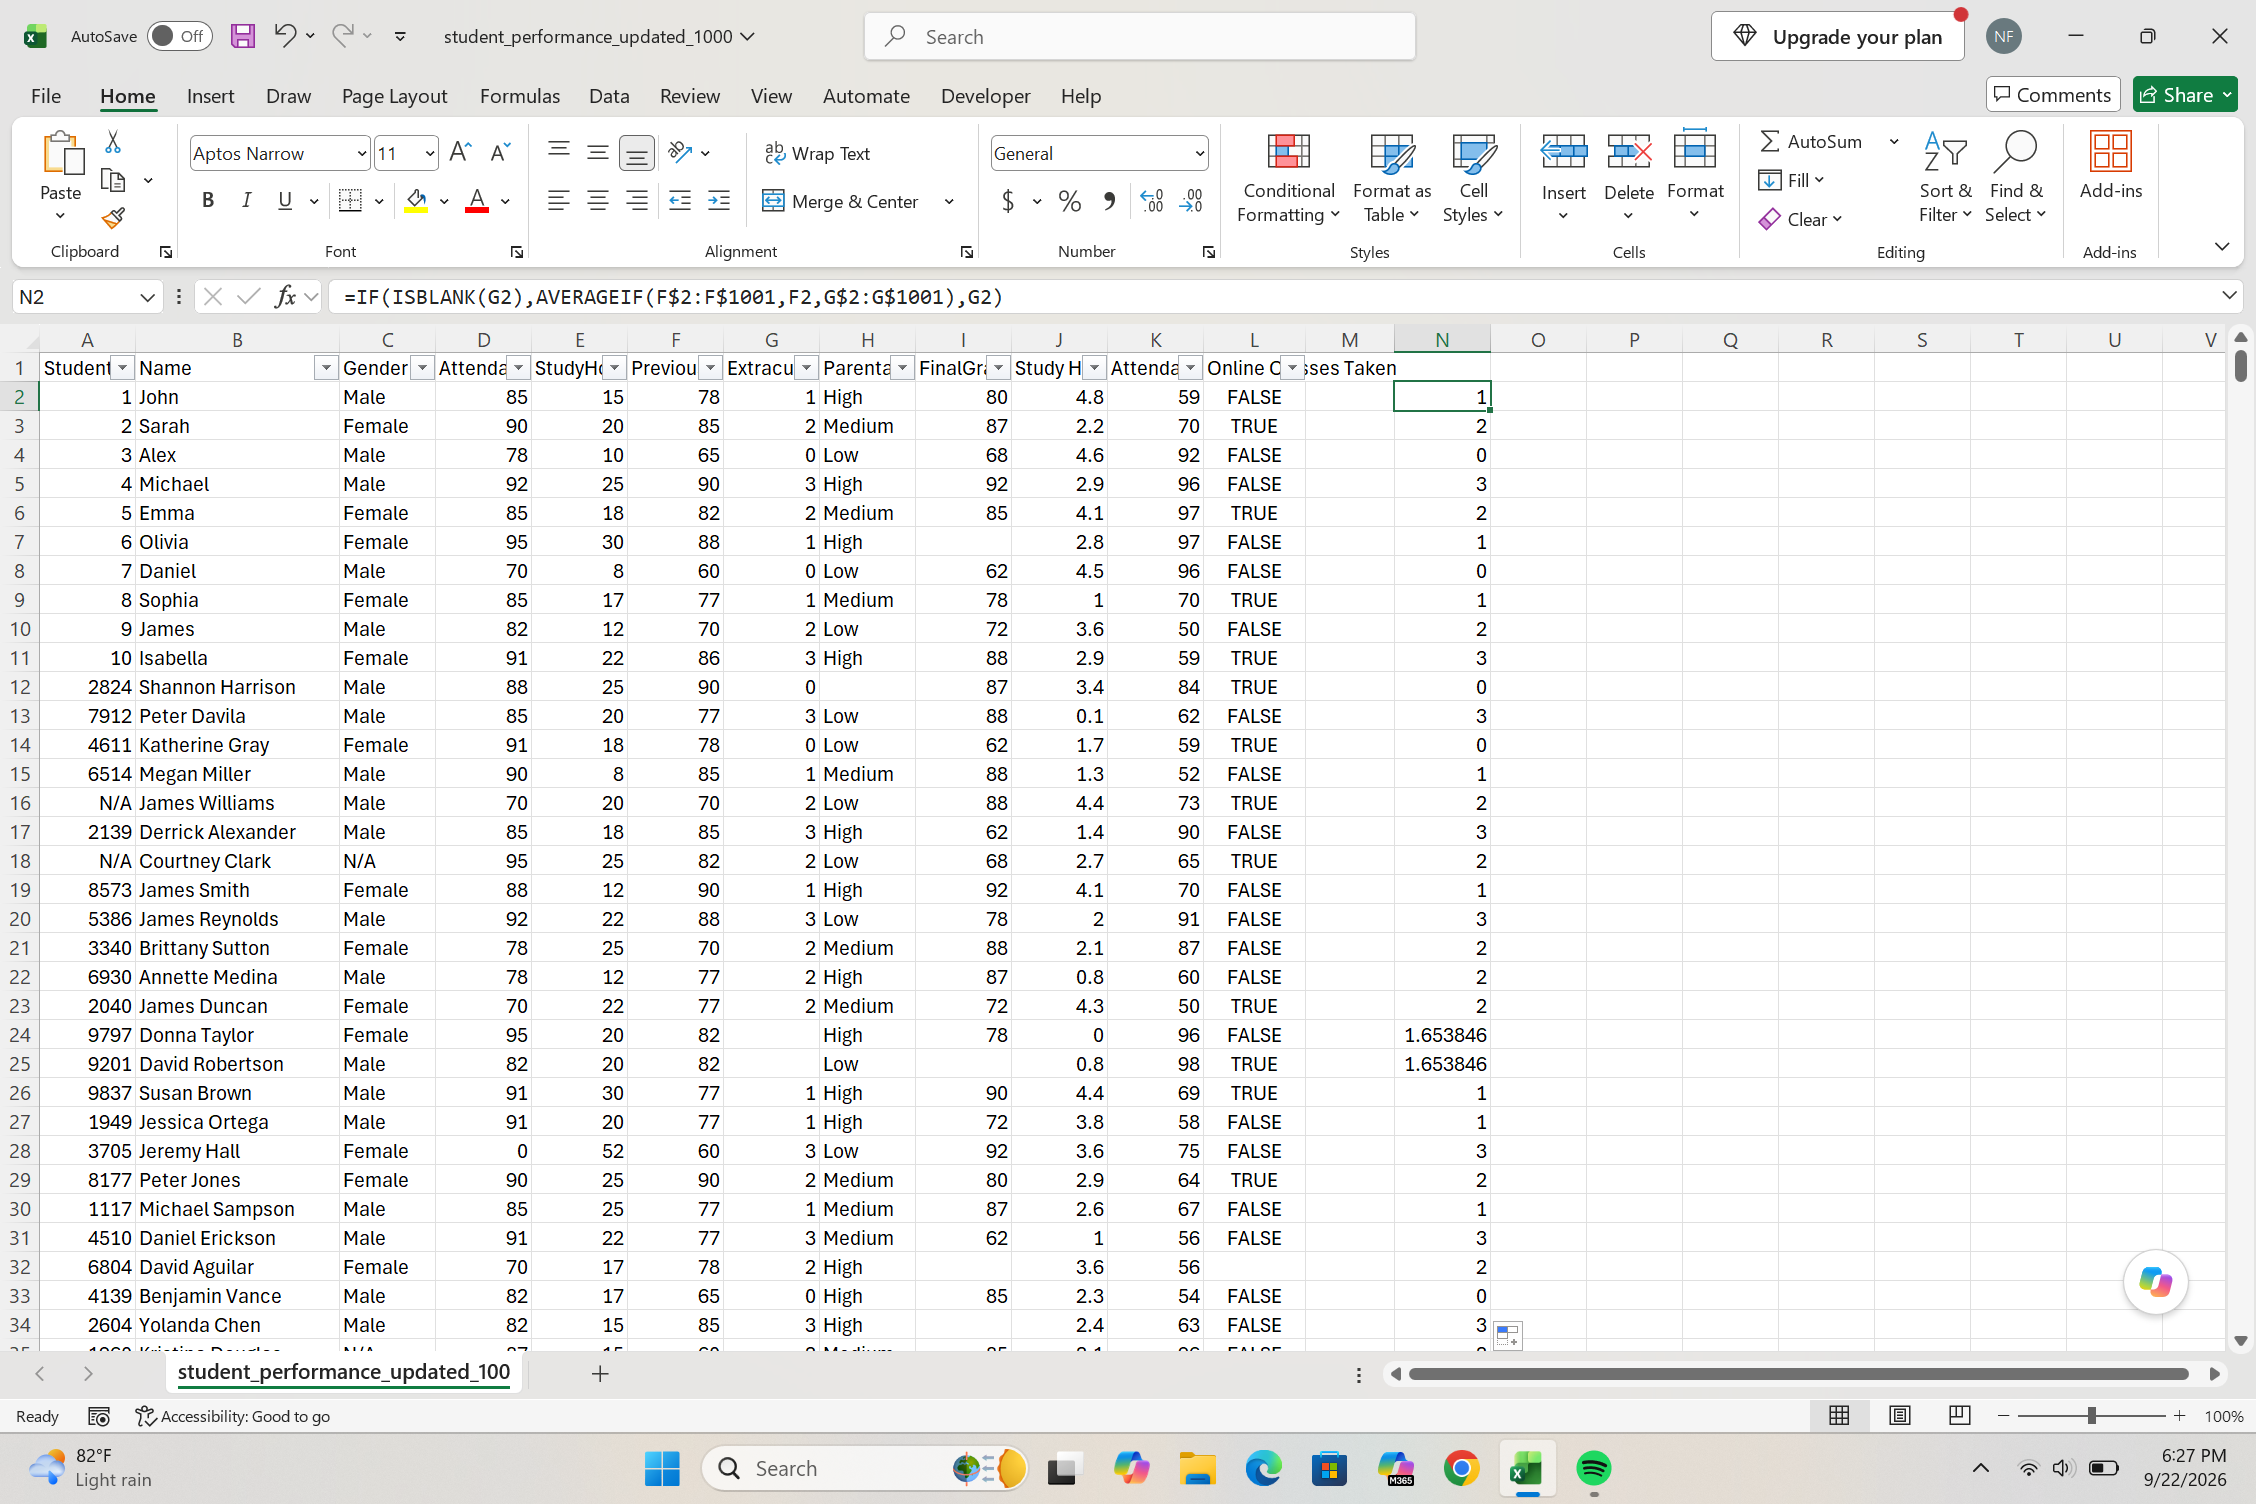 AutoSave Off student_performance_updated_1000 Search Upgrade your plan NF
File Home Insert Draw Page Layout Formulas Data Review View Automate Developer Help Comments Share
Paste Aptos Narrow 11 Wrap Text General Conditional Formatting Format as Table Cell Styles Insert Delete Format AutoSum Fill Clear Sort & Filter Find & Select Add-ins
B I U A Merge & Center $ % ,
Clipboard Font Alignment Number Styles Cells Editing Add-ins
N2 fx =IF(ISBLANK(G2),AVERAGEIF(F$2:F$1001,F2,G$2:G$1001),G2)
A B C D E F G H I J K L M N O P Q R S T U V
1 Student Name Gender Attenda StudyHo Previou Extracu Parenta FinalGra Study H Attenda Online C sses Taken
2 1 John Male 85 15 78 1 High 80 4.8 59 FALSE 1
3 2 Sarah Female 90 20 85 2 Medium 87 2.2 70 TRUE 2
4 3 Alex Male 78 10 65 0 Low 68 4.6 92 FALSE 0
5 4 Michael Male 92 25 90 3 High 92 2.9 96 FALSE 3
6 5 Emma Female 85 18 82 2 Medium 85 4.1 97 TRUE 2
7 6 Olivia Female 95 30 88 1 High 2.8 97 FALSE 1
8 7 Daniel Male 70 8 60 0 Low 62 4.5 96 FALSE 0
9 8 Sophia Female 85 17 77 1 Medium 78 1 70 TRUE 1
10 9 James Male 82 12 70 2 Low 72 3.6 50 FALSE 2
11 10 Isabella Female 91 22 86 3 High 88 2.9 59 TRUE 3
12 2824 Shannon Harrison Male 88 25 90 0 87 3.4 84 TRUE 0
13 7912 Peter Davila Male 85 20 77 3 Low 88 0.1 62 FALSE 3
14 4611 Katherine Gray Female 91 18 78 0 Low 62 1.7 59 TRUE 0
15 6514 Megan Miller Male 90 8 85 1 Medium 88 1.3 52 FALSE 1
16 N/A James Williams Male 70 20 70 2 Low 88 4.4 73 TRUE 2
17 2139 Derrick Alexander Male 85 18 85 3 High 62 1.4 90 FALSE 3
18 N/A Courtney Clark N/A 95 25 82 2 Low 68 2.7 65 TRUE 2
19 8573 James Smith Female 88 12 90 1 High 92 4.1 70 FALSE 1
20 5386 James Reynolds Male 92 22 88 3 Low 78 2 91 FALSE 3
21 3340 Brittany Sutton Female 78 25 70 2 Medium 88 2.1 87 FALSE 2
22 6930 Annette Medina Male 78 12 77 2 High 87 0.8 60 FALSE 2
23 2040 James Duncan Female 70 22 77 2 Medium 72 4.3 50 TRUE 2
24 9797 Donna Taylor Female 95 20 82 High 78 0 96 FALSE 1.653846
25 9201 David Robertson Male 82 20 82 Low 0.8 98 TRUE 1.653846
26 9837 Susan Brown Male 91 30 77 1 High 90 4.4 69 TRUE 1
27 1949 Jessica Ortega Male 91 20 77 1 High 72 3.8 58 FALSE 1
28 3705 Jeremy Hall Female 0 52 60 3 Low 92 3.6 75 FALSE 3
29 8177 Peter Jones Female 90 25 90 2 Medium 80 2.9 64 TRUE 2
30 1117 Michael Sampson Male 85 25 77 1 Medium 87 2.6 67 FALSE 1
31 4510 Daniel Erickson Male 91 22 77 3 Medium 62 1 56 FALSE 3
32 6804 David Aguilar Female 70 17 78 2 High 3.6 56 2
33 4139 Benjamin Vance Male 82 17 65 0 High 85 2.3 54 FALSE 0
34 2604 Yolanda Chen Male 82 15 85 3 High 2.4 63 FALSE 3
student_performance_updated_100
Ready Accessibility: Good to go 100%
82°F
Light rain
Search
M365
6:27 PM
9/22/2026